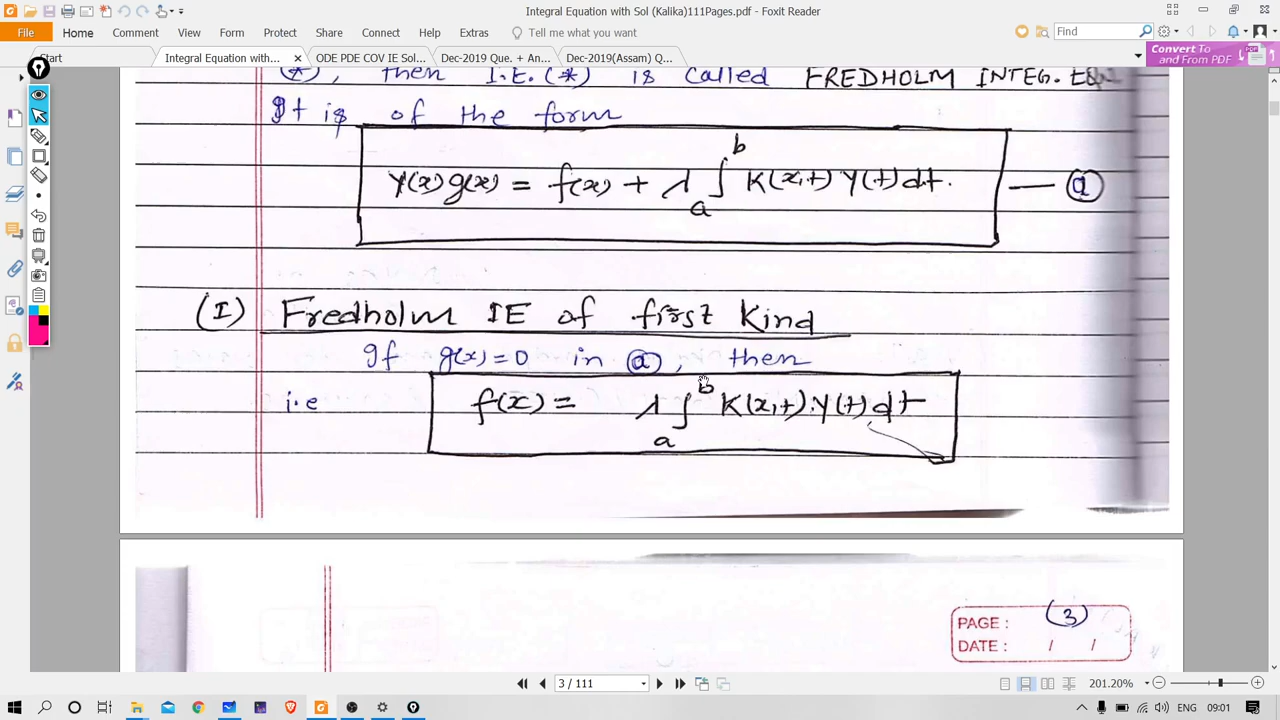 Integral Equation with Sol (Kalika)111Pages.pdf - Foxit Reader
File Home Comment View Form Protect Share Connect Help Extras Tell me what you want Find
Start Integral Equation with... ODE PDE COV IE Sol... Dec-2019 Que. + An... Dec-2019(Assam) Q... Convert To and From PDF
(*), then I.E.(*) is called FREDHOLM INTEG. EQ
It is of the form
y(x)g(x) = f(x) + λ ∫ₐᵇ K(x,t) y(t)dt. — (a)
(I) Fredholm IE of first Kind
If g(x)=0 in (a), then
i.e f(x) = λ ∫ₐᵇ K(x,t).y(t)dt
PAGE : (3)
DATE : / /
3 / 111 201.20%
ENG 09:01